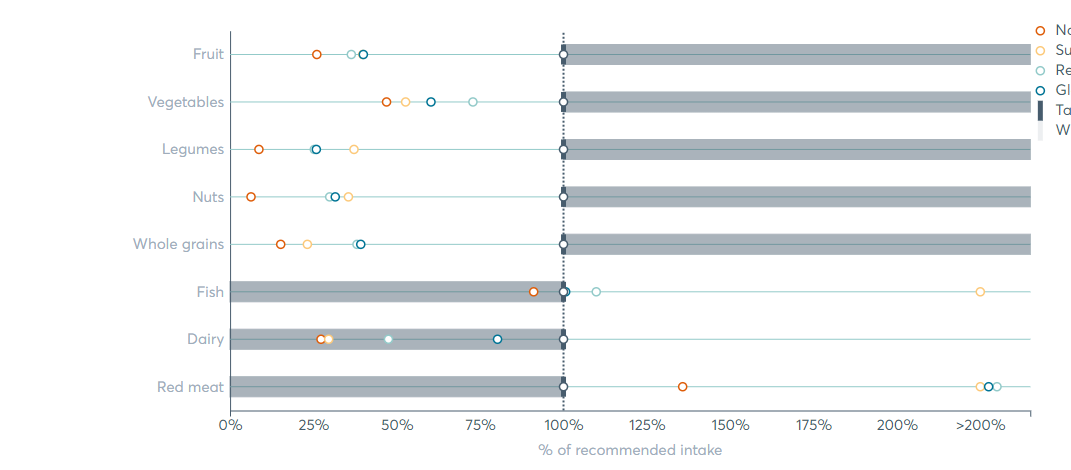 Fruit
Vegetables
Legumes
Nuts
Whole grains
Fish
Dairy
Red meat
0% 25% 50% 75% 100% 125% 150% 175% 200% >200%
% of recommended intake